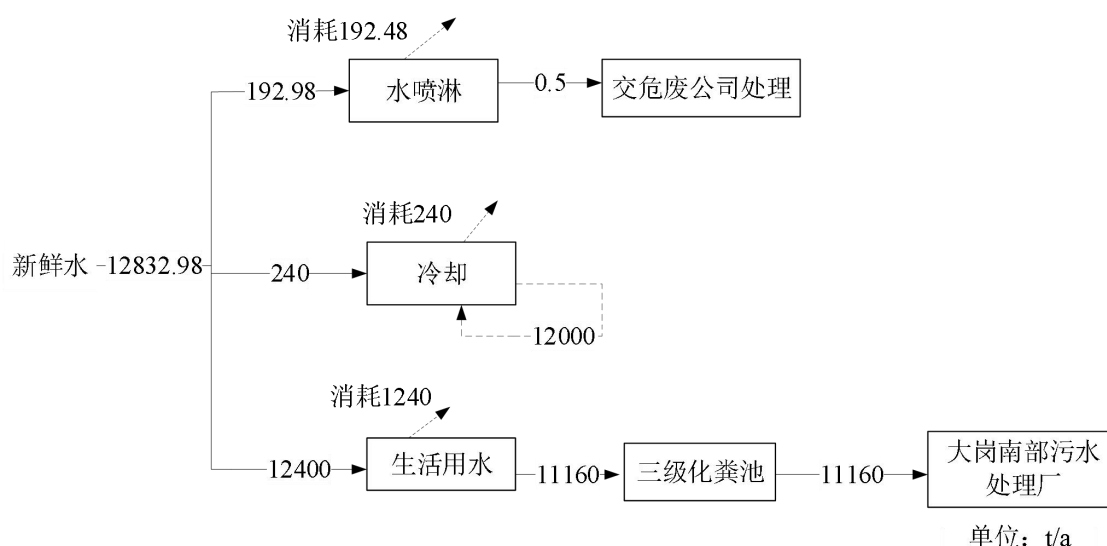 消耗192.48
192.98
水喷淋
0.5
交危废公司处理
消耗240
新鲜水
12832.98
240
冷却
12000
消耗1240
12400
生活用水
11160
三级化粪池
11160
大岗南部污水
处理厂
单位：t/a